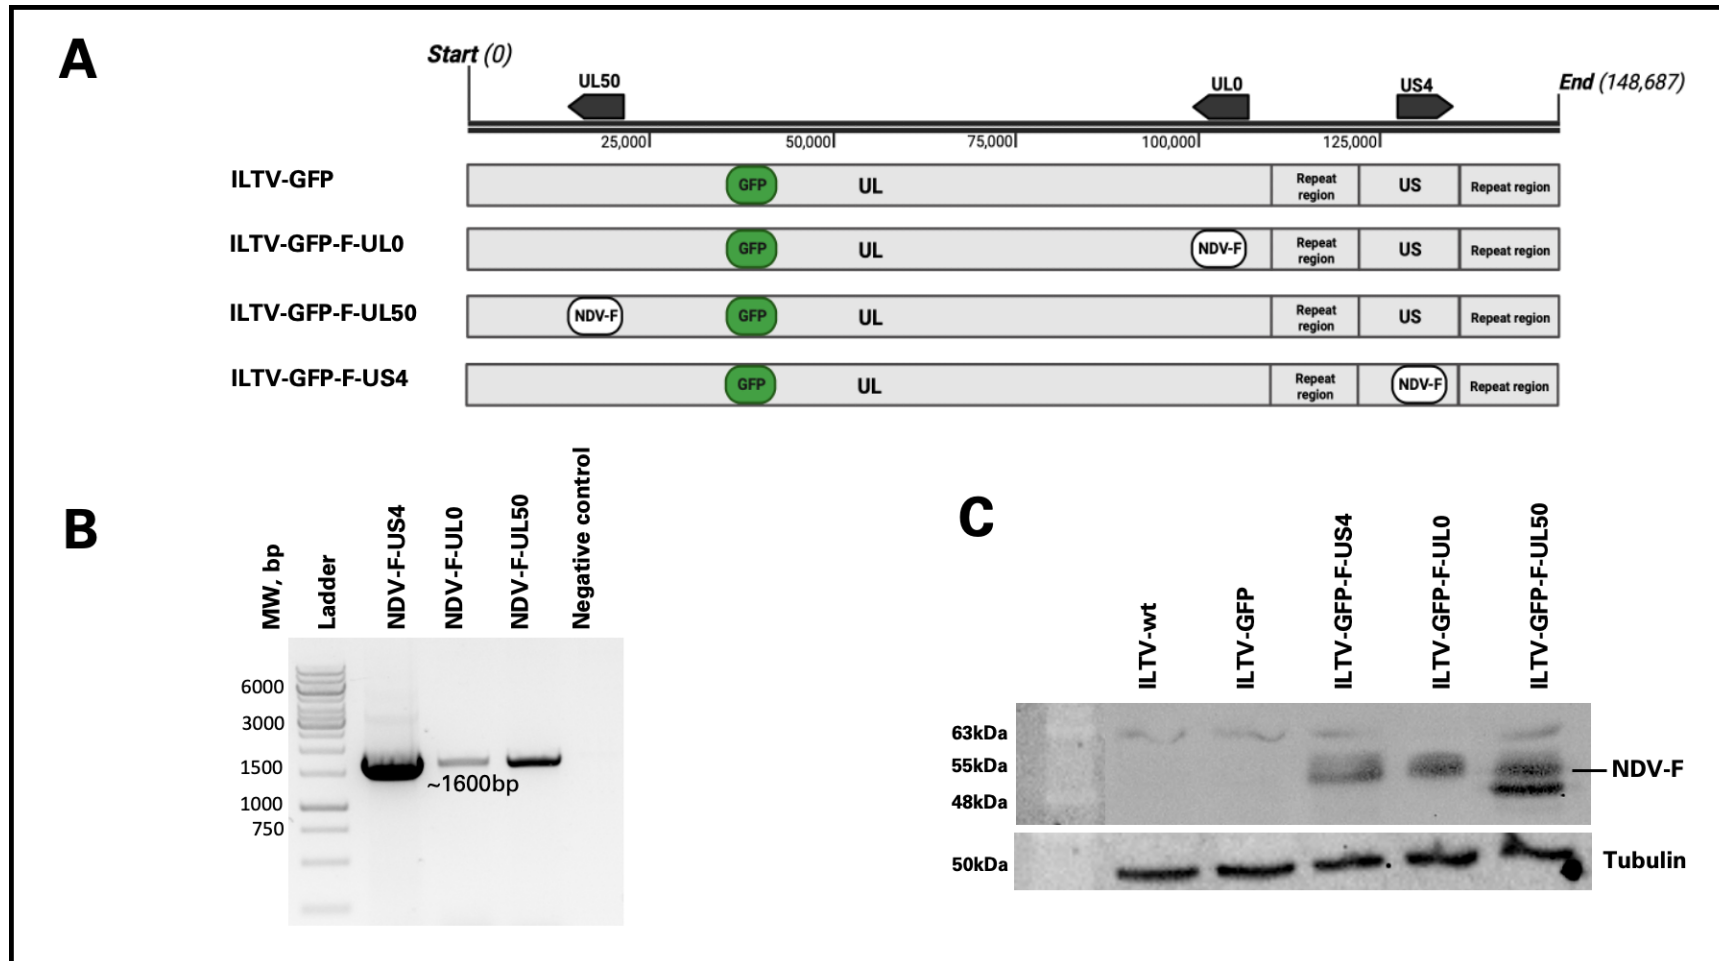 A
Start (0)
UL50
UL0
US4
End (148,687)
25,000
50,000
75,000
100,000
125,000
ILTV-GFP
GFP
UL
Repeat
region
US
Repeat region
ILTV-GFP-F-UL0
GFP
UL
NDV-F
Repeat
region
US
Repeat region
ILTV-GFP-F-UL50
NDV-F
GFP
UL
Repeat
region
US
Repeat region
ILTV-GFP-F-US4
GFP
UL
Repeat
region
NDV-F
Repeat region
B
MW, bp
Ladder
NDV-F-US4
NDV-F-UL0
NDV-F-UL50
Negative control
6000
3000
1500
1000
750
~1600bp
C
ILTV-wt
ILTV-GFP
ILTV-GFP-F-US4
ILTV-GFP-F-UL0
ILTV-GFP-F-UL50
63kDa
55kDa
48kDa
NDV-F
50kDa
Tubulin